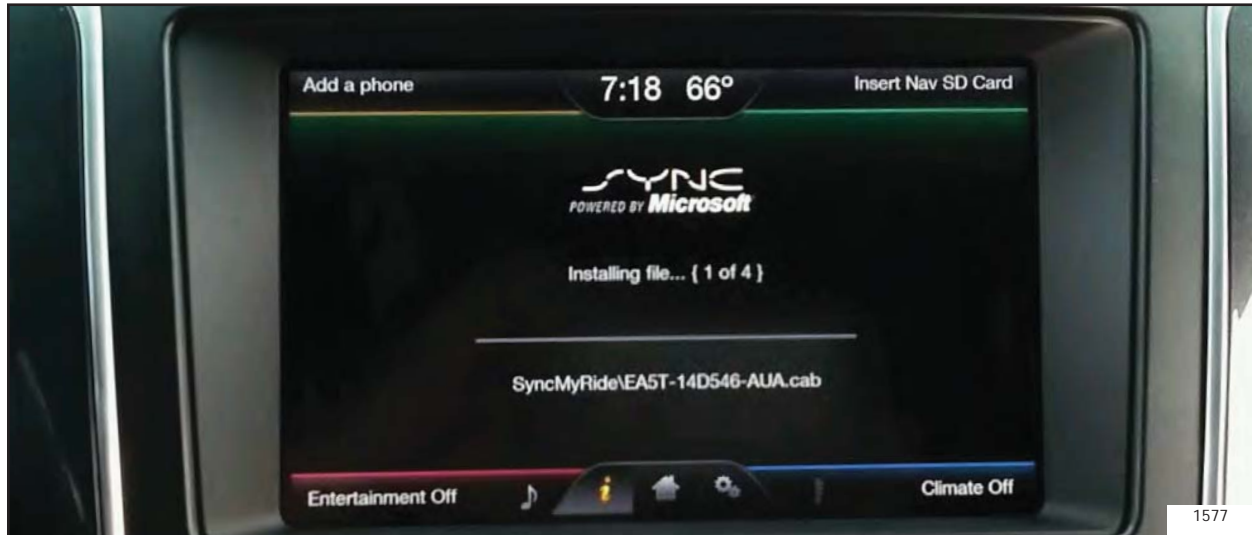 Add a phone
7:18 66°
Insert Nav SD Card
SYNC
POWERED BY Microsoft
Installing file... { 1 of 4 }
SyncMyRide\EA5T-14D546-AUA.cab
Entertainment Off
i
Climate Off
1577